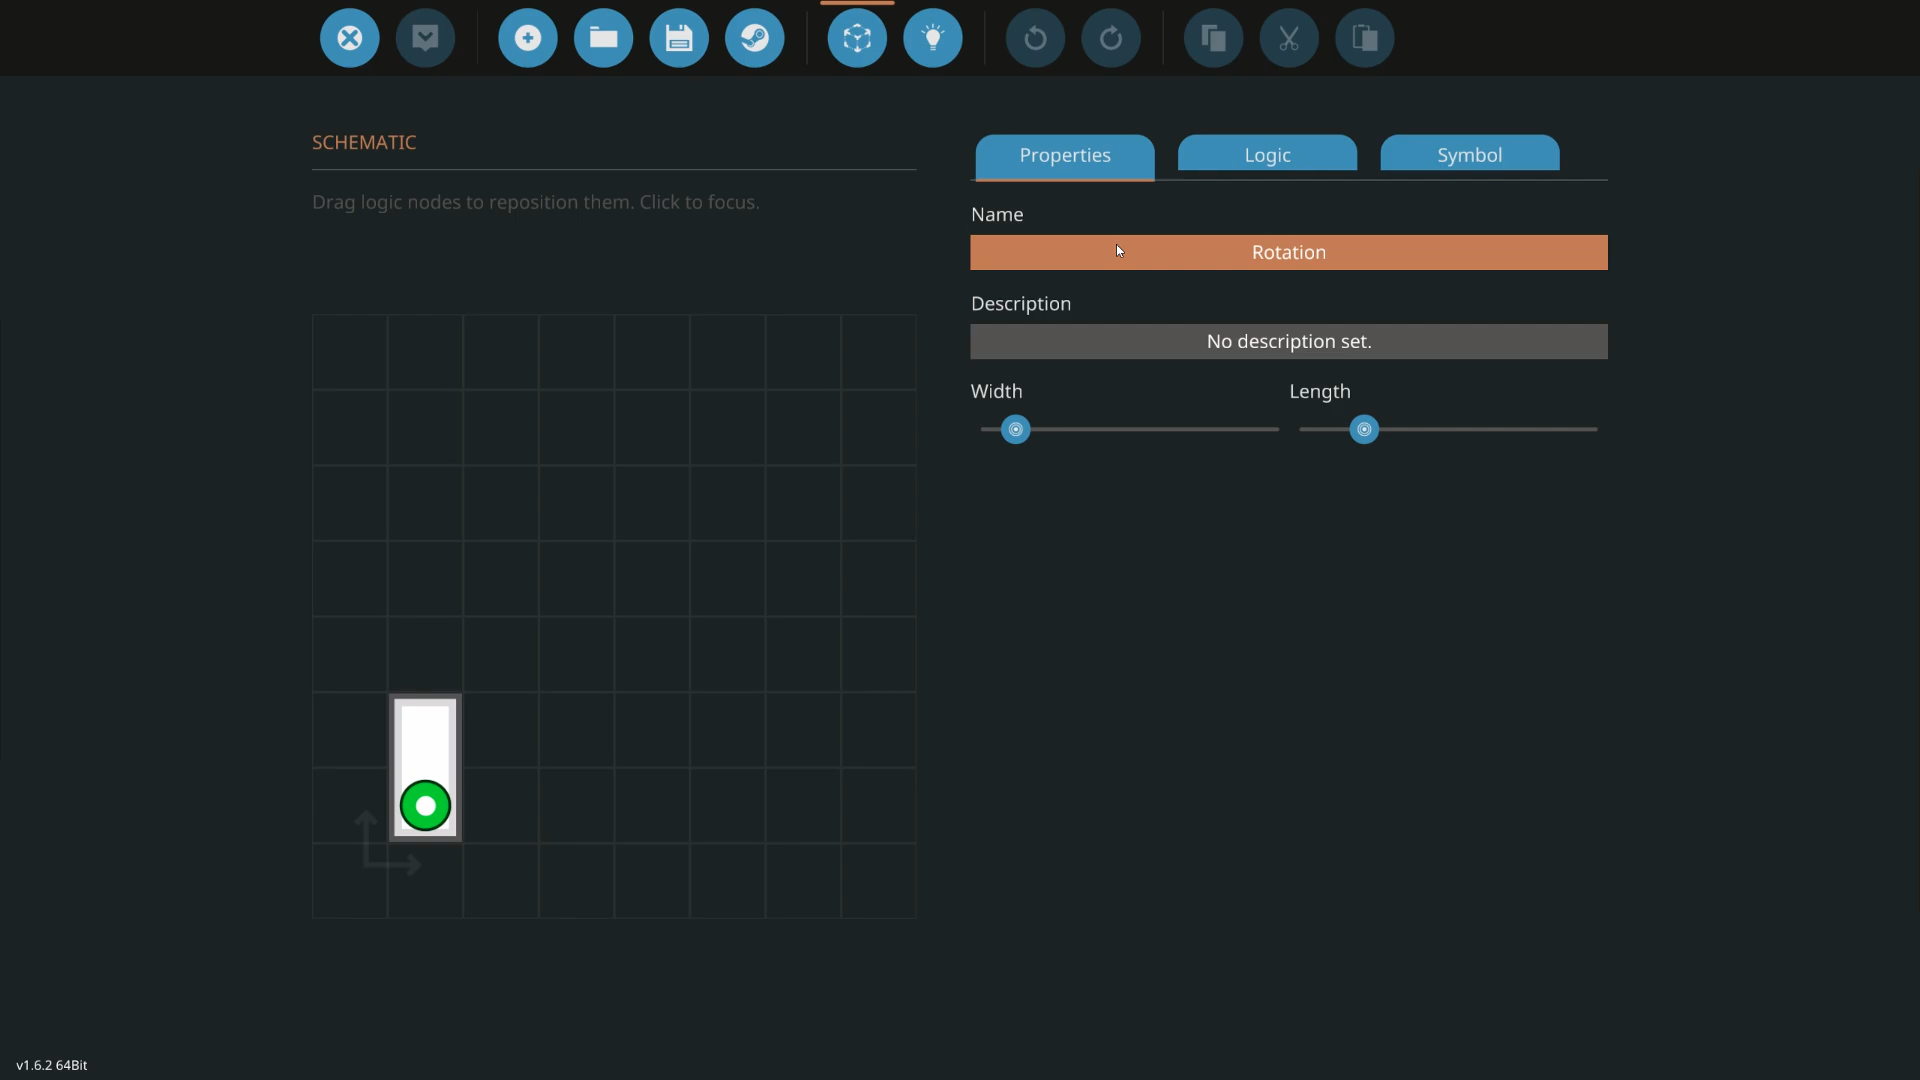 SCHEMATIC
Drag logic nodes to reposition them. Click to focus.
Properties
Logic
Symbol
Name
Rotation
Description
No description set.
Width
Length
v1.6.2 64Bit